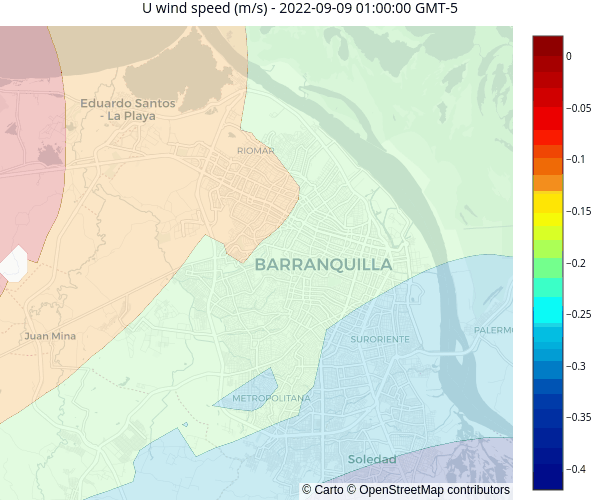 U wind speed (m/s) - 2022-09-09 01:00:00 GMT-5
0
−0.05
Eduardo Santos
- La Playa
−0.1
RIOMAR
−0.15
−0.2
BARRANQUILLA
−0.25
Juan Mina
SURORIENTE
PALERMO
−0.3
−0.35
METROPOLITANA
Soledad
−0.4
© Carto © OpenStreetMap contributors